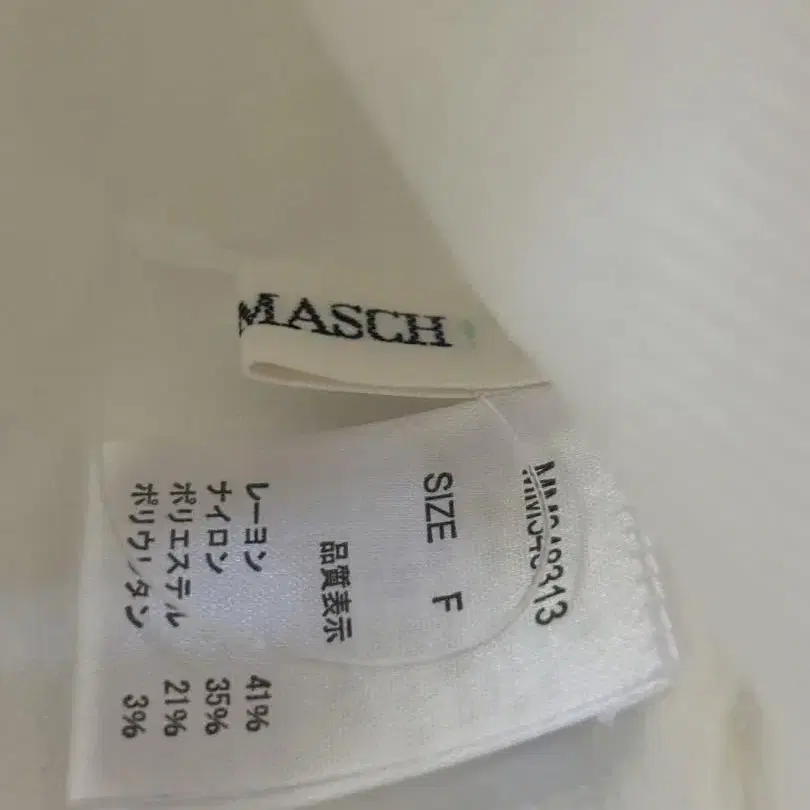 MASCH
SIZE F
品質表示
レーヨン 41%
ナイロン 35%
ポリエステル 21%
ポリウレタン 3%